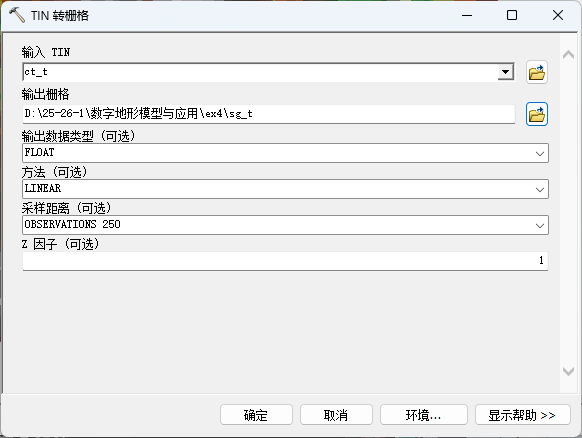 TIN 转栅格
输入 TIN
ct_t
输出栅格
D:\25-26-1\数字地形模型与应用\ex4\sg_t
输出数据类型 (可选)
FLOAT
方法 (可选)
LINEAR
采样距离 (可选)
OBSERVATIONS 250
Z 因子 (可选)
1
确定 取消 环境... 显示帮助 >>